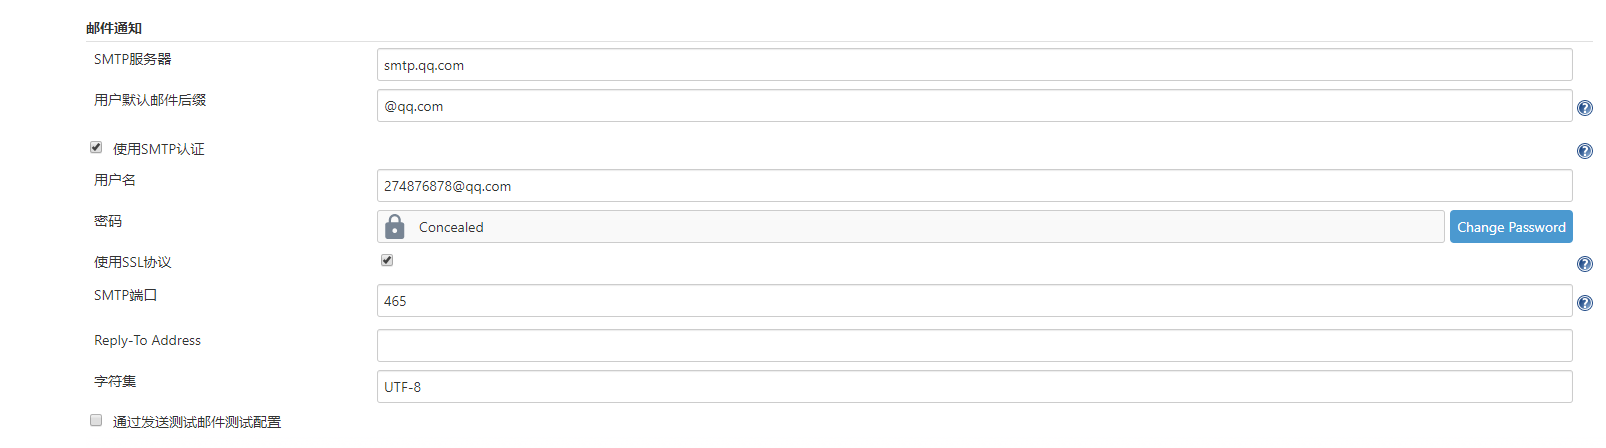 邮件通知
SMTP服务器
smtp.qq.com
用户默认邮件后缀
@qq.com
使用SMTP认证
用户名
274876878@qq.com
密码
Concealed
Change Password
使用SSL协议
SMTP端口
465
Reply-To Address
字符集
UTF-8
通过发送测试邮件测试配置